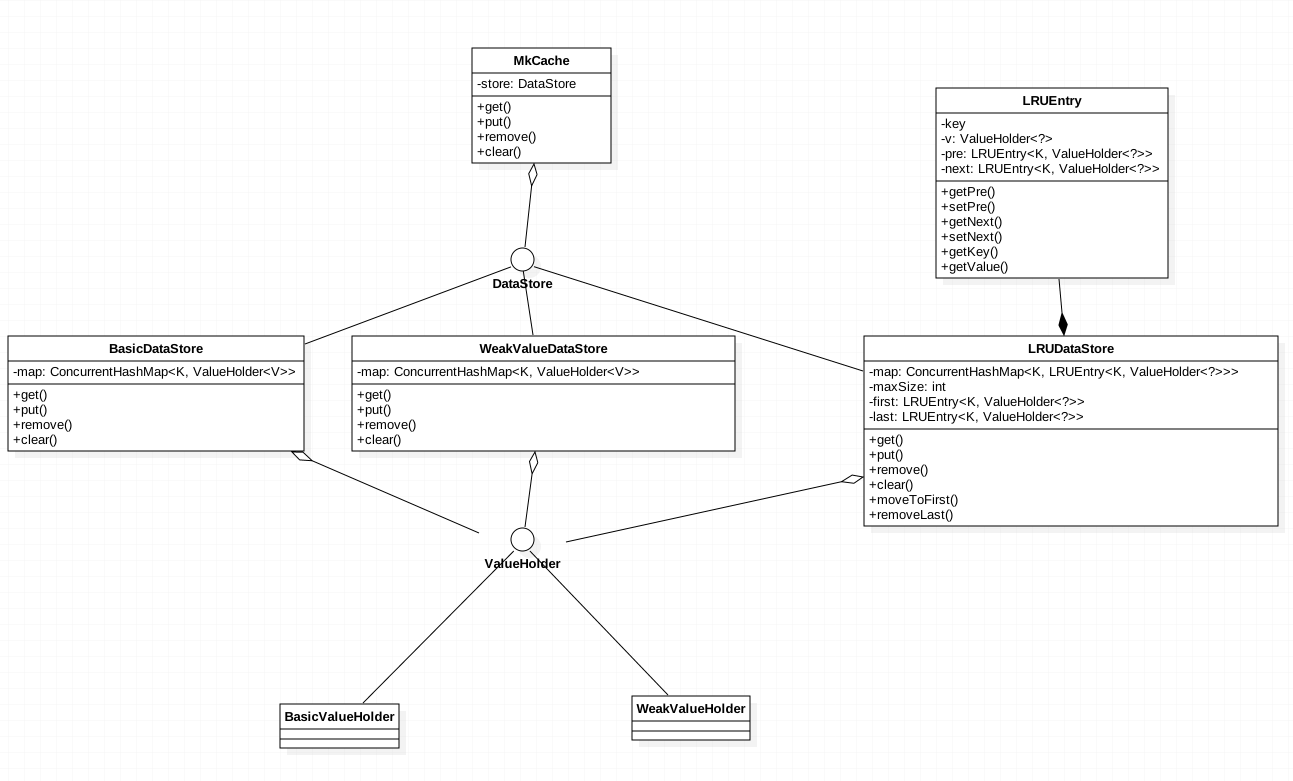 MkCache
-store: DataStore
+get()
+put()
+remove()
+clear()
LRUEntry
-key
-v: ValueHolder<?>
-pre: LRUEntry<K, ValueHolder<?>>
-next: LRUEntry<K, ValueHolder<?>>
+getPre()
+setPre()
+getNext()
+setNext()
+getKey()
+getValue()
DataStore
BasicDataStore
-map: ConcurrentHashMap<K, ValueHolder<V>>
+get()
+put()
+remove()
+clear()
WeakValueDataStore
-map: ConcurrentHashMap<K, ValueHolder<V>>
+get()
+put()
+remove()
+clear()
LRUDataStore
-map: ConcurrentHashMap<K, LRUEntry<K, ValueHolder<?>>>
-maxSize: int
-first: LRUEntry<K, ValueHolder<?>>
-last: LRUEntry<K, ValueHolder<?>>
+get()
+put()
+remove()
+clear()
+moveToFirst()
+removeLast()
ValueHolder
BasicValueHolder
WeakValueHolder